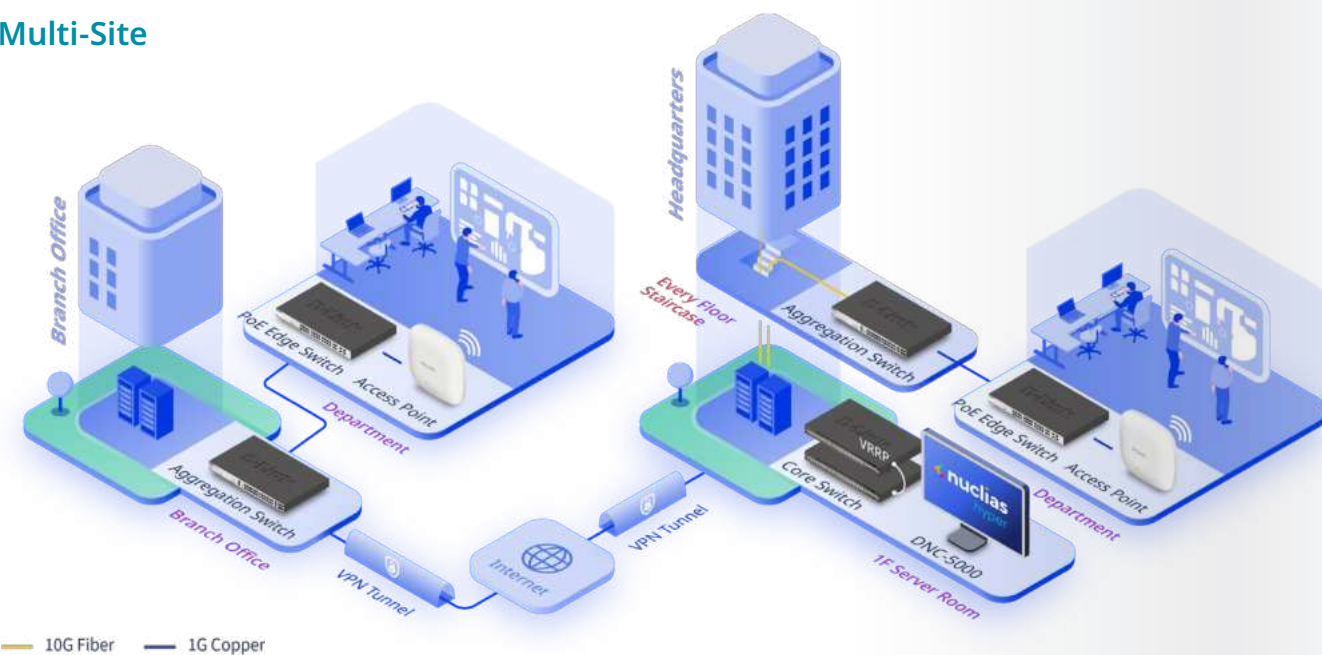 Multi-Site
Headquarters
Branch Office
Every Floor
Staircase
Aggregation Switch
PoE Edge Switch
Access Point
Department
PoE Edge Switch
Access Point
Department
VRRP
Core Switch
nuclias
hyper
DNC-5000
1F Server Room
Aggregation Switch
Branch Office
VPN Tunnel
Internet
VPN Tunnel
10G Fiber
1G Copper